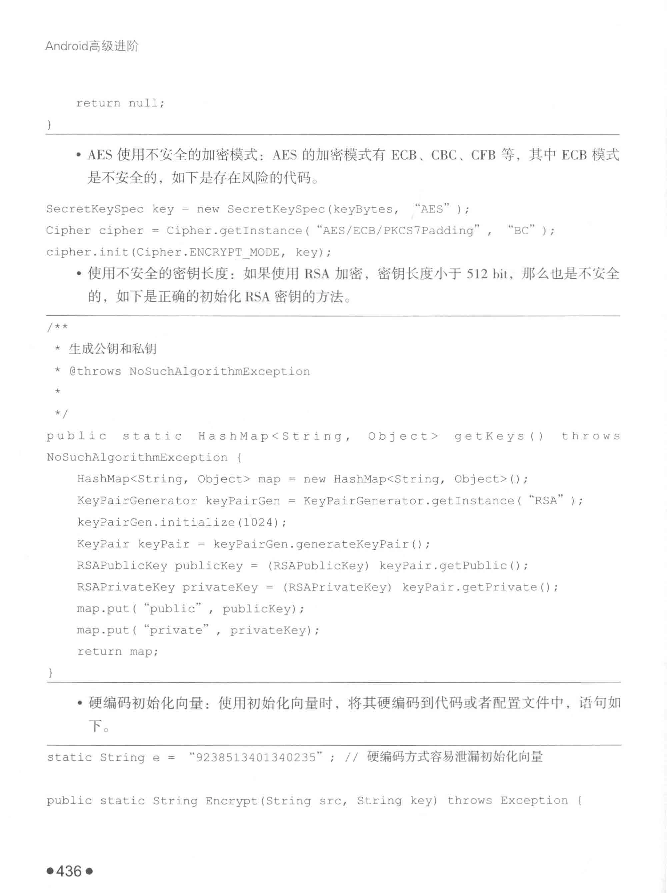 Android高级进阶
return null;
}
• AES 使用不安全的加密模式：AES 的加密模式有 ECB、CBC、CFB 等，其中 ECB 模式
是不安全的，如下是存在风险的代码。
SecretKeySpec key = new SecretKeySpec(keyBytes, “AES” );
Cipher cipher = Cipher.getInstance( “AES/ECB/PKCS7Padding” , “BC” );
cipher.init(Cipher.ENCRYPT_MODE, key);
• 使用不安全的密钥长度：如果使用 RSA 加密，密钥长度小于 512 bit，那么也是不安全
的，如下是正确的初始化 RSA 密钥的方法。
/**
* 生成公钥和私钥
* @throws NoSuchAlgorithmException
*
*/
public static HashMap<String, Object> getKeys() throws
NoSuchAlgorithmException {
HashMap<String, Object> map = new HashMap<String, Object>();
KeyPairGenerator keyPairGen = KeyPairGenerator.getInstance( “RSA” );
keyPairGen.initialize(1024);
KeyPair keyPair = keyPairGen.generateKeyPair();
RSAPublicKey publicKey = (RSAPublicKey) keyPair.getPublic();
RSAPrivateKey privateKey = (RSAPrivateKey) keyPair.getPrivate();
map.put( “public” , publicKey);
map.put( “private” , privateKey);
return map;
}
• 硬编码初始化向量：使用初始化向量时，将其硬编码到代码或者配置文件中，语句如
下。
static String e = “9238513401340235” ; // 硬编码方式容易泄漏初始化向量
public static String Encrypt(String src, String key) throws Exception {
●436●